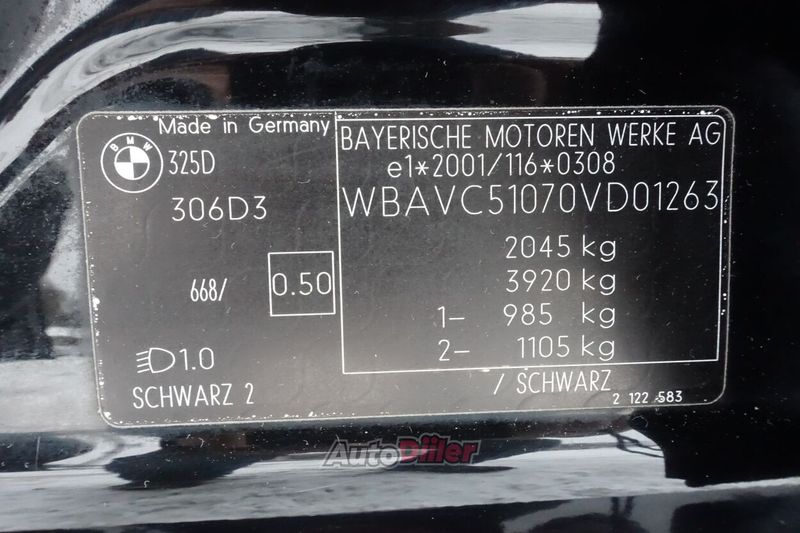 Made in Germany
BMW
325D
306D3
668/ 0.50
1.0
SCHWARZ 2
BAYERISCHE MOTOREN WERKE AG
e1*2001/116*0308
WBAVC51070VD01263
2045 kg
3920 kg
1- 985 kg
2- 1105 kg
/ SCHWARZ
2 122 583
AutoDiiler